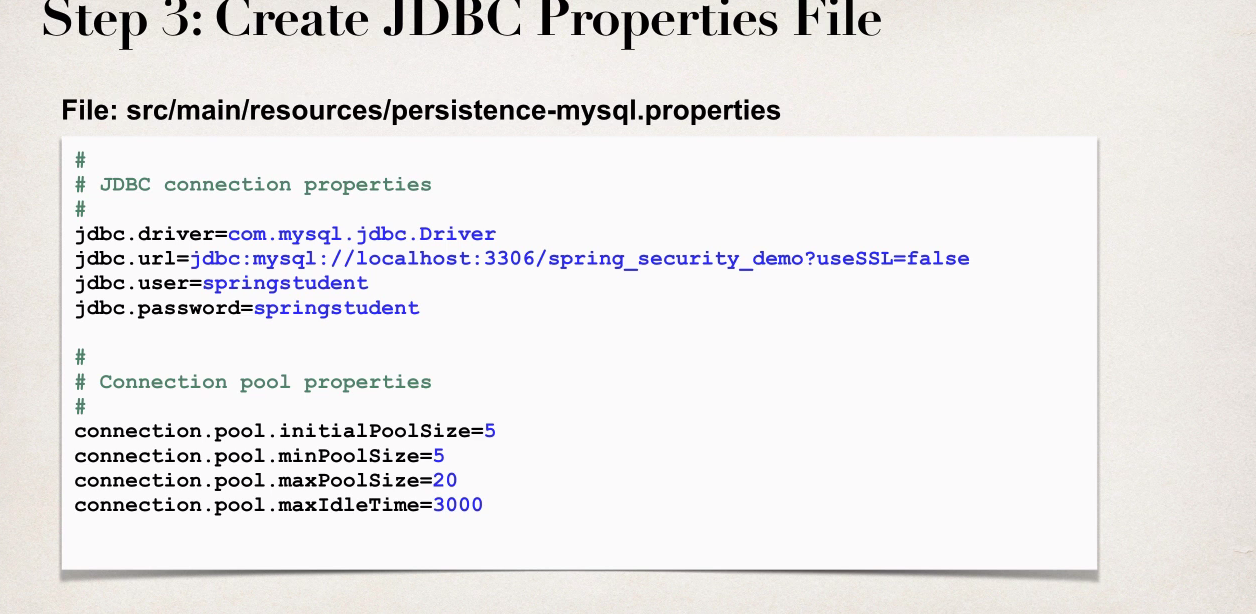 Step 3: Create JDBC Properties File
File: src/main/resources/persistence-mysql.properties
#
# JDBC connection properties
#
jdbc.driver=com.mysql.jdbc.Driver
jdbc.url=jdbc:mysql://localhost:3306/spring_security_demo?useSSL=false
jdbc.user=springstudent
jdbc.password=springstudent
#
# Connection pool properties
#
connection.pool.initialPoolSize=5
connection.pool.minPoolSize=5
connection.pool.maxPoolSize=20
connection.pool.maxIdleTime=3000